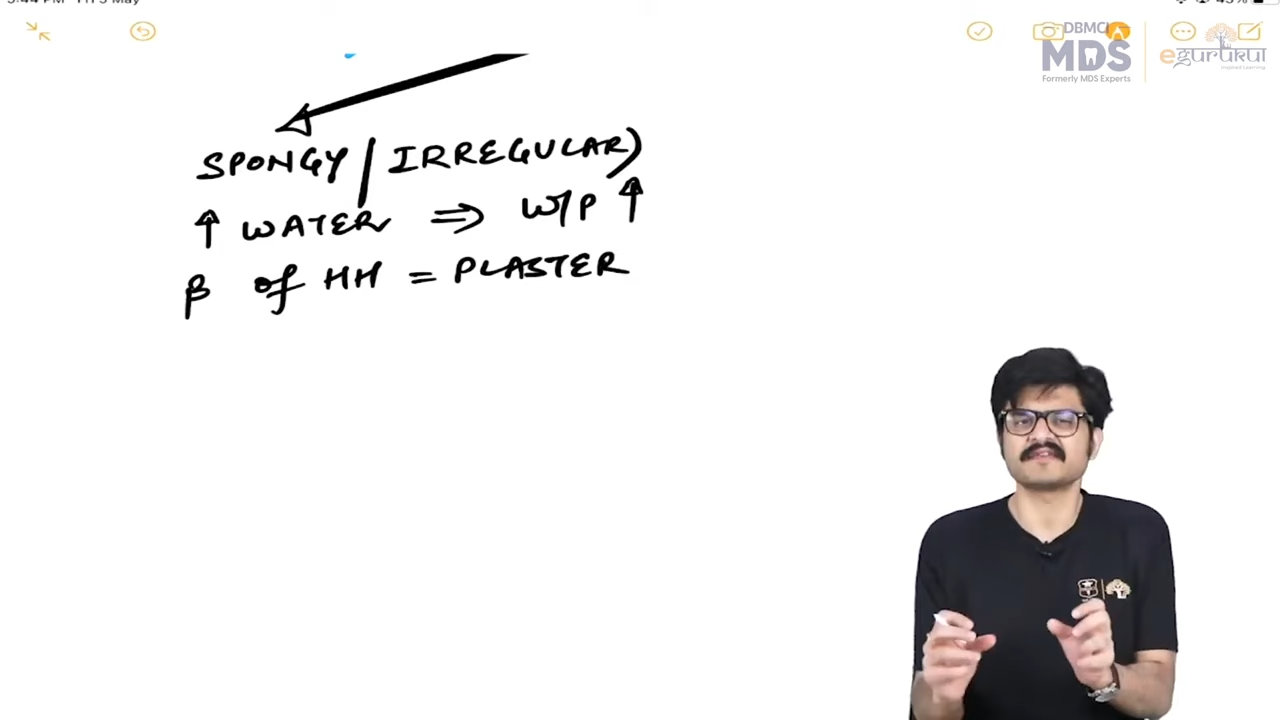 DBMCI
MDS
Formerly MDS Experts
egurukul
SPONGY / IRREGULAR)
↑ WATER ⇒ W/P ↑
β of HH = PLASTER